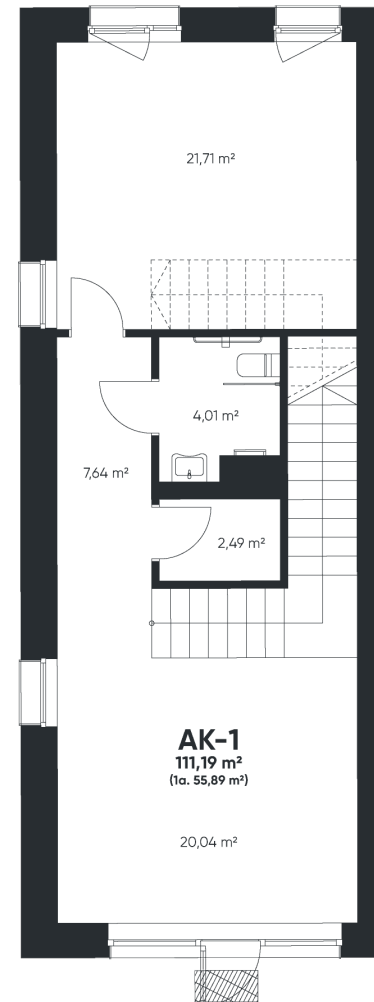 21,71 m²
4,01 m²
7,64 m²
2,49 m²
AK-1
111,19 m²
(1a. 55,89 m²)
20,04 m²